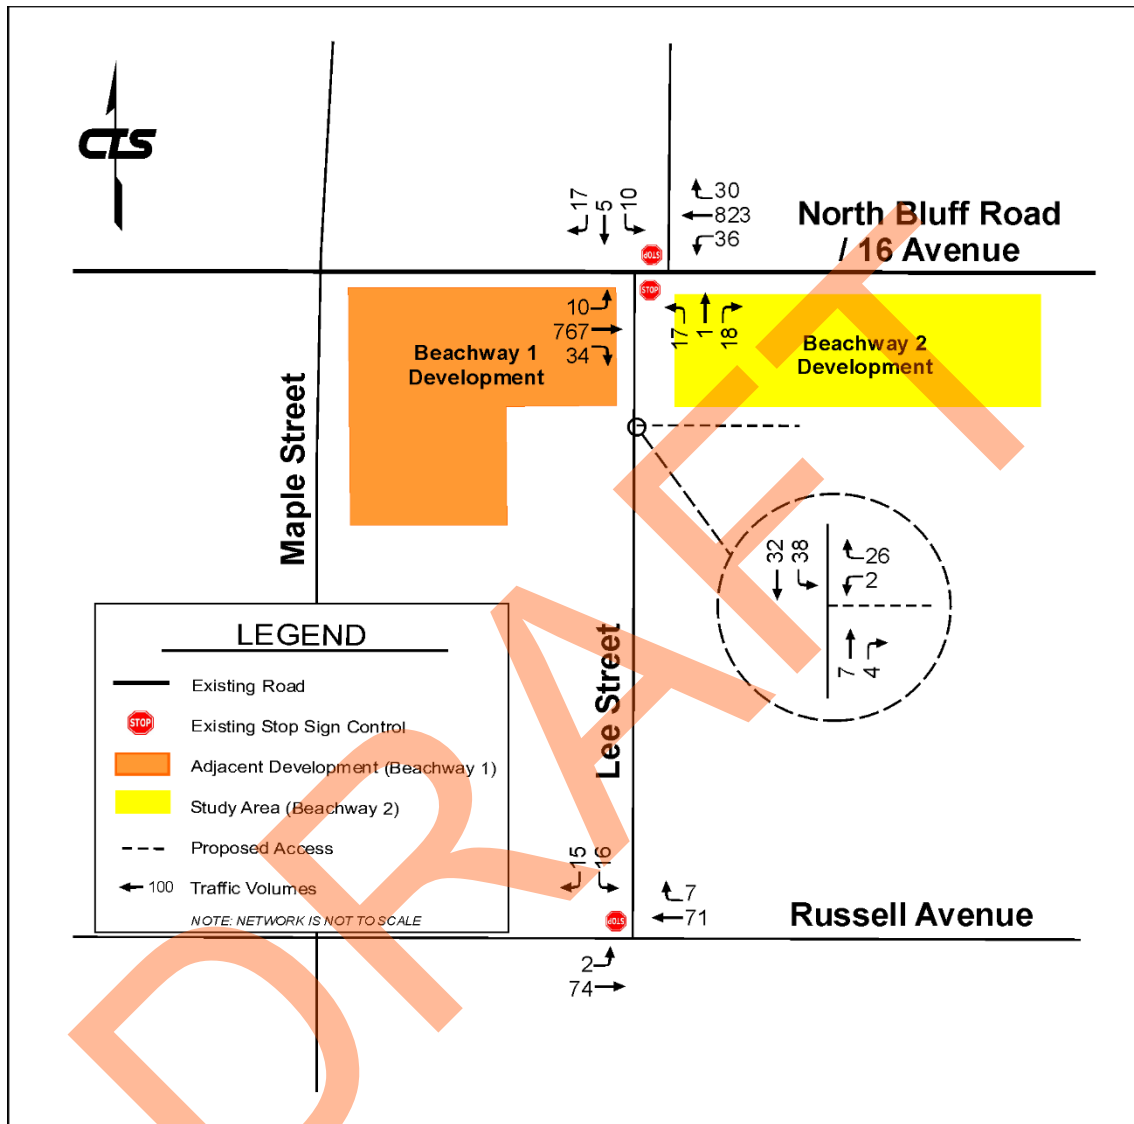 CTS
17
5
10
30
823
36
North Bluff Road
/ 16 Avenue
STOP
STOP
10
767
34
17
1
18
Beachway 1
Development
Beachway 2
Development
Maple Street
32
38
26
2
7
4
Lee Street
LEGEND
Existing Road
STOP
Existing Stop Sign Control
Adjacent Development (Beachway 1)
Study Area (Beachway 2)
Proposed Access
100
Traffic Volumes
NOTE: NETWORK IS NOT TO SCALE
15
16
7
71
STOP
Russell Avenue
2
74
DRAFT